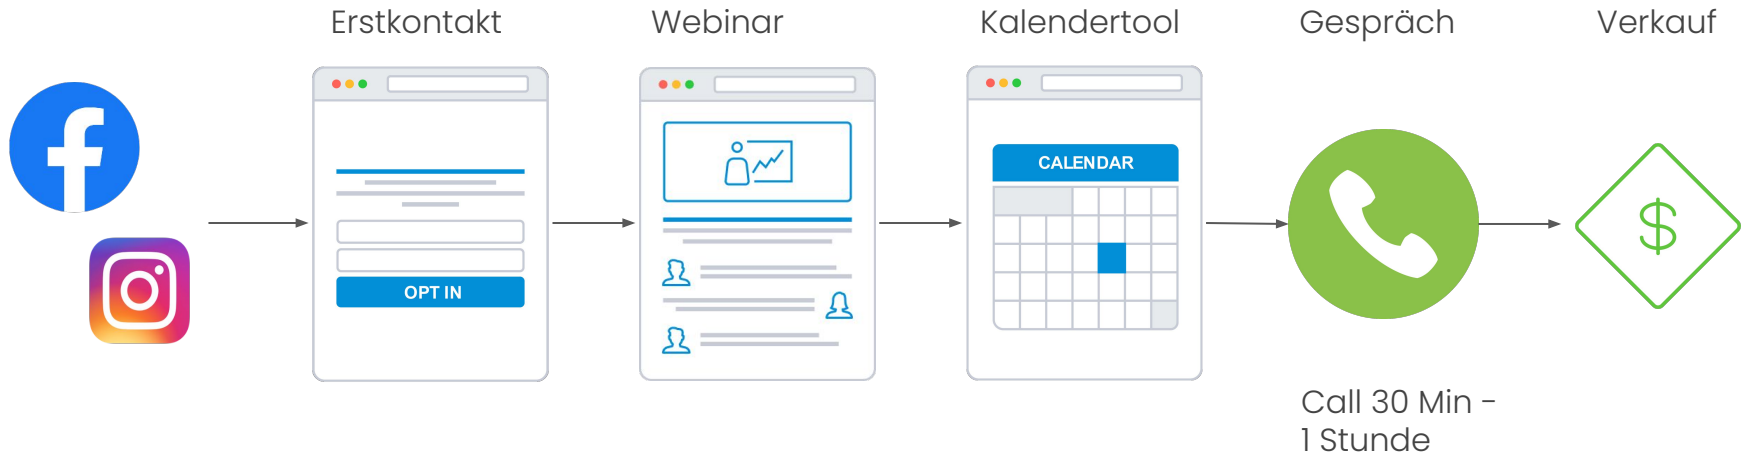 Erstkontakt
Webinar
Kalendertool
Gespräch
Verkauf
OPT IN
CALENDAR
$
Call 30 Min -
1 Stunde